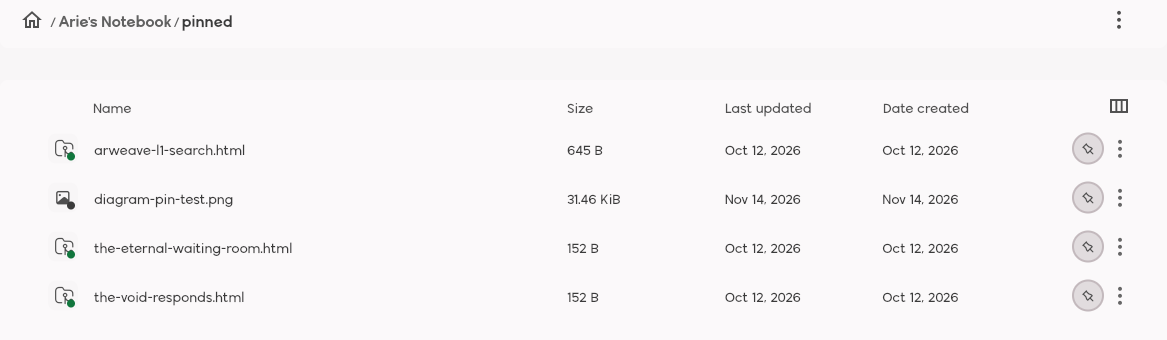 / Arie's Notebook / pinned
Name Size Last updated Date created
arweave-l1-search.html 645 B Oct 12, 2026 Oct 12, 2026
diagram-pin-test.png 31.46 KiB Nov 14, 2026 Nov 14, 2026
the-eternal-waiting-room.html 152 B Oct 12, 2026 Oct 12, 2026
the-void-responds.html 152 B Oct 12, 2026 Oct 12, 2026